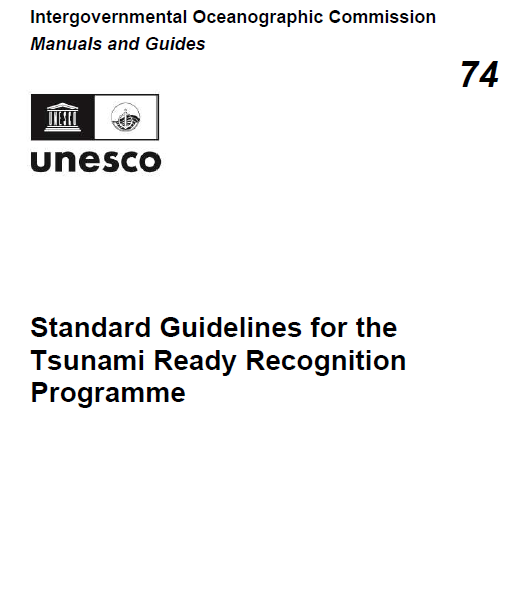 Intergovernmental Oceanographic Commission
Manuals and Guides
74
unesco
Standard Guidelines for the
Tsunami Ready Recognition
Programme